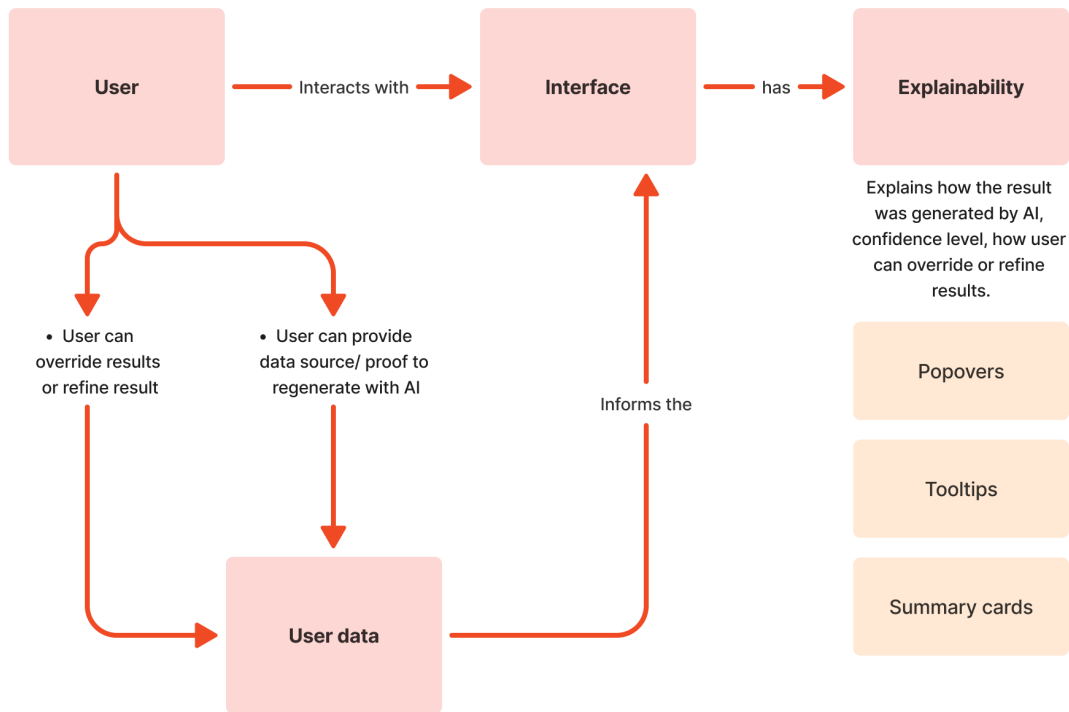 User
Interacts with
Interface
has
Explainability
Explains how the result
was generated by AI,
confidence level, how user
can override or refine
results.
• User can
override results
or refine result
• User can provide
data source/ proof to
regenerate with AI
Informs the
Popovers
Tooltips
Summary cards
User data